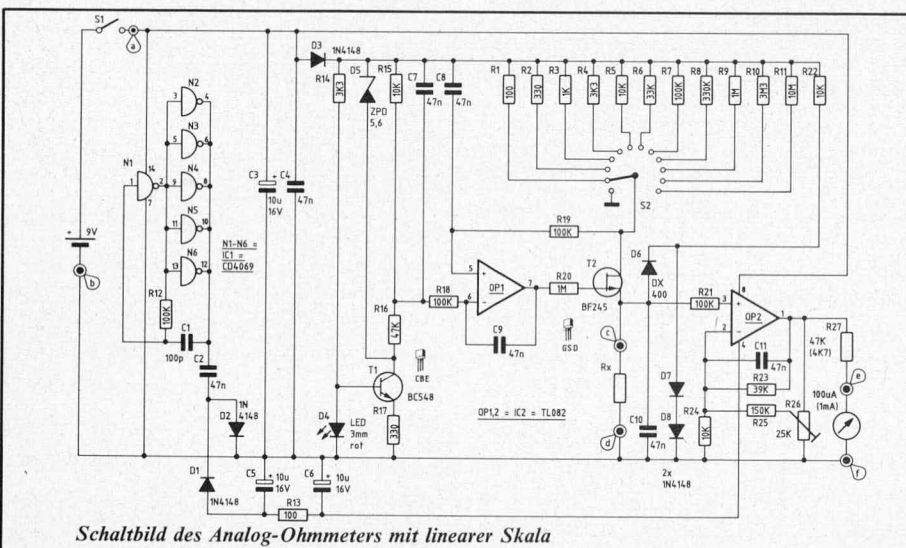 S1
a
D3
1N4148
R14
3K3
D5
ZPD
5,6
R15
10K
C7
47n
C8
47n
R1
100
R2
330
R3
1K
R4
3K3
R5
10K
R6
33K
R7
100K
R8
330K
R9
1M
R10
3M3
R11
10M
R22
10K
N2
3
4
N3
5
6
N1
14
1
2
7
N4
9
8
N5
11
10
N6
13
12
C3
10u
16V
C4
47n
9V
b
N1-N6 =
IC1 =
CD4069
S2
R19
100K
R12
100K
C1
100p
C2
47n
R18
100K
5
6
7
OP1
R20
1M
T2
BF245
GSD
D6
DX
400
R21
100K
3
2
8
4
1
OP2
R27
47K
(4K7)
e
R16
47K
CBE
C9
47n
c
T1
BC548
Rx
D7
C11
47n
R23
39K
100uA
(1mA)
1N
4148
D2
D4
LED
3mm
rot
R17
330
OP1,2 = IC2 = TL082
d
C10
47n
D8
R24
10K
150K
R25
R26
25K
f
D1
1N4148
C5
10u
16V
C6
10u
16V
R13
100
2x
1N4148
Schaltbild des Analog-Ohmmeters mit linearer Skala